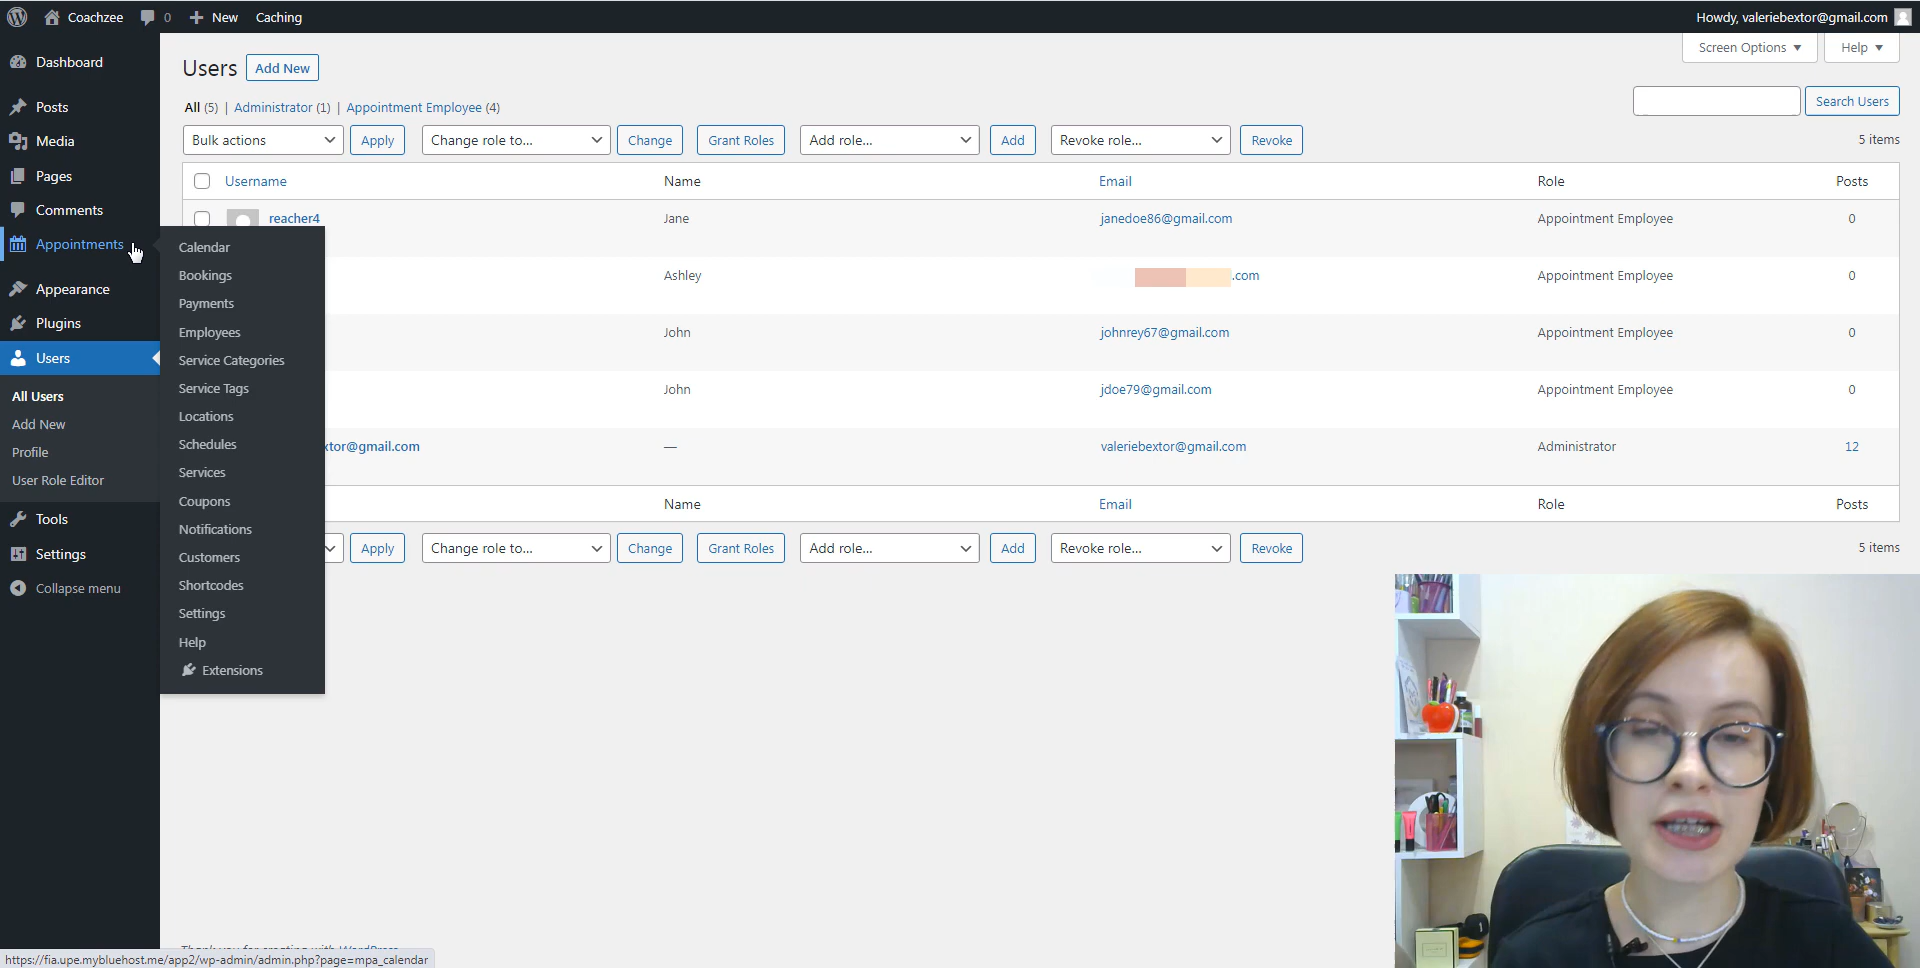 Coachzee 0 New Caching Howdy, valeriebextor@gmail.com
Screen Options Help
Dashboard
Posts
Media
Pages
Comments
Appointments
Appearance
Plugins
Users
All Users
Add New
Profile
User Role Editor
Tools
Settings
Collapse menu
Calendar
Bookings
Payments
Employees
Service Categories
Service Tags
Locations
Schedules
Services
Coupons
Notifications
Customers
Shortcodes
Settings
Help
Extensions
Users Add New
All (5) | Administrator (1) | Appointment Employee (4)
Search Users
Bulk actions Apply Change role to... Change Grant Roles Add role... Add Revoke role... Revoke 5 items
Username Name Email Role Posts
reacher4 Jane janedoe86@gmail.com Appointment Employee 0
Ashley .com Appointment Employee 0
John johnrey67@gmail.com Appointment Employee 0
John jdoe79@gmail.com Appointment Employee 0
xtor@gmail.com — valeriebextor@gmail.com Administrator 12
Name Email Role Posts
Apply Change role to... Change Grant Roles Add role... Add Revoke role... Revoke 5 items
Thank you for creating with WordPress
https://fia.upe.mybluehost.me/app2/wp-admin/admin.php?page=mpa_calendar